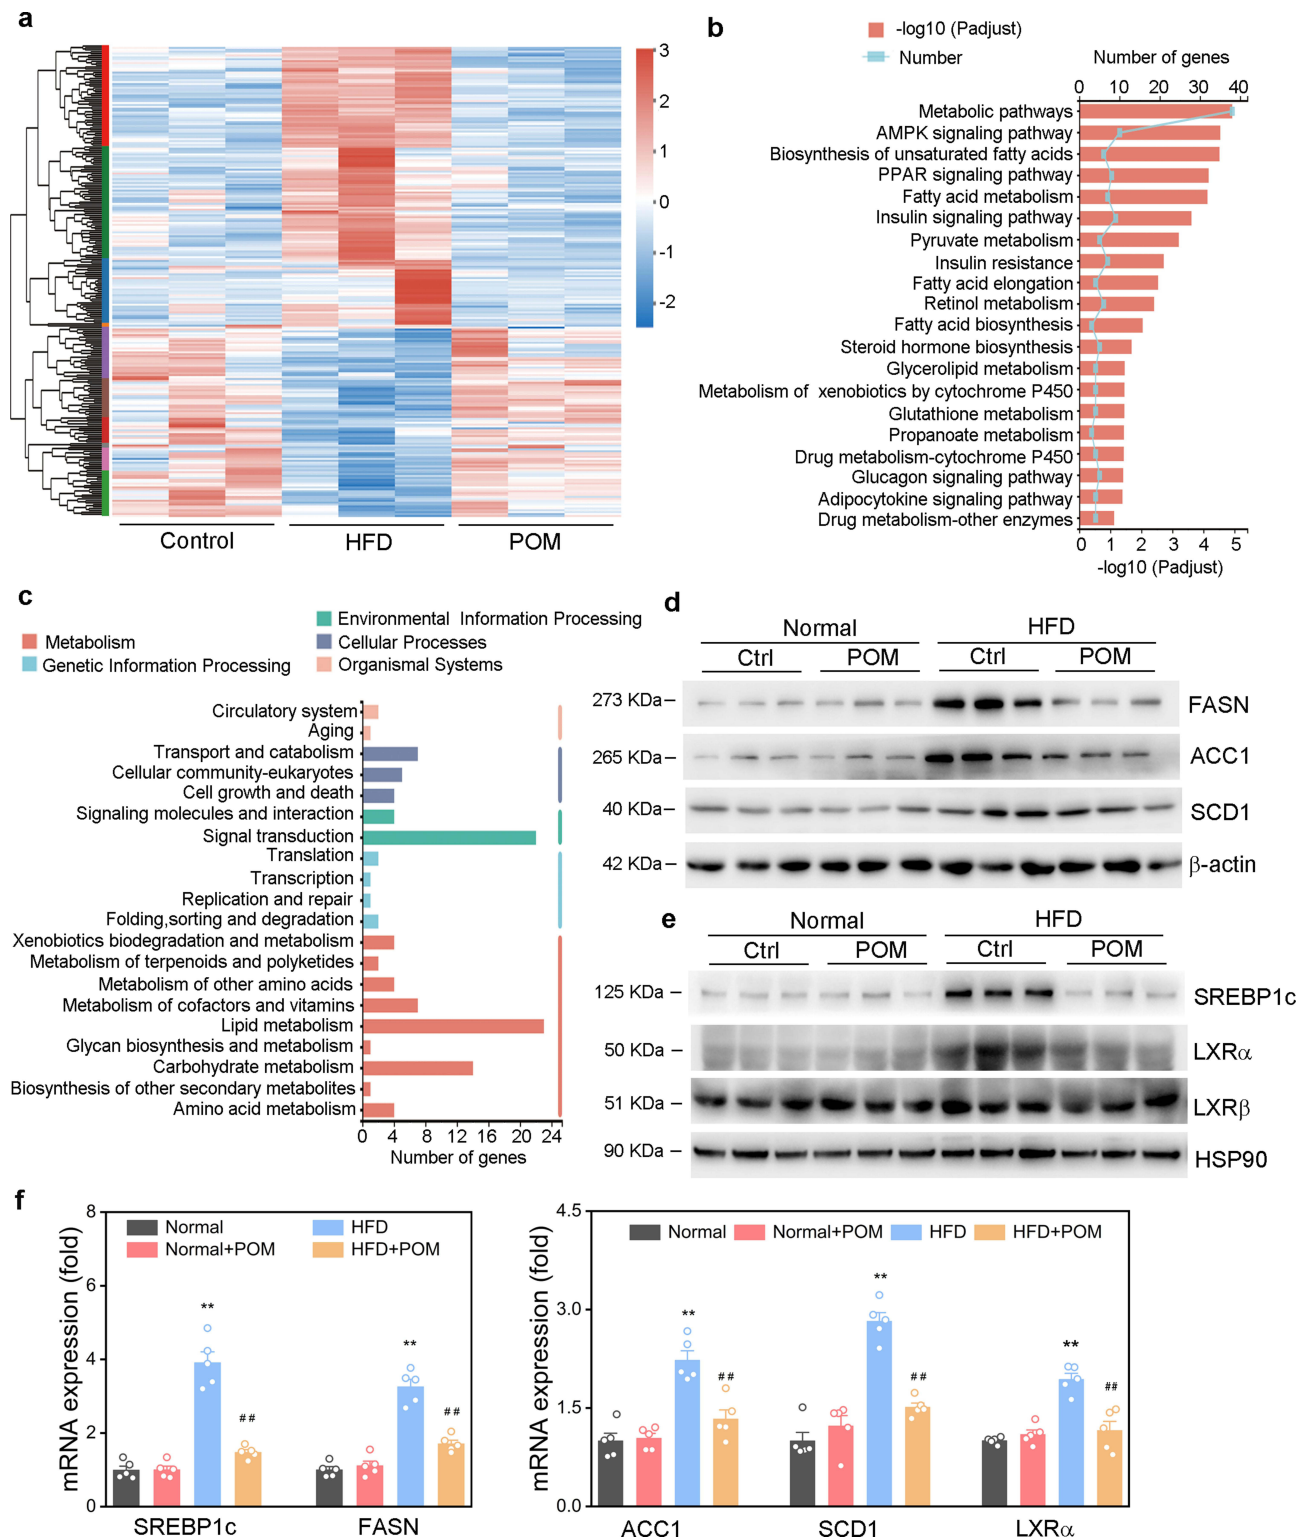 a
3
2
1
0
-1
-2
Control
HFD
POM
b
-log10 (Padjust)
Number
Number of genes
0 10 20 30 40
Metabolic pathways
AMPK signaling pathway
Biosynthesis of unsaturated fatty acids
PPAR signaling pathway
Fatty acid metabolism
Insulin signaling pathway
Pyruvate metabolism
Insulin resistance
Fatty acid elongation
Retinol metabolism
Fatty acid biosynthesis
Steroid hormone biosynthesis
Glycerolipid metabolism
Metabolism of xenobiotics by cytochrome P450
Glutathione metabolism
Propanoate metabolism
Drug metabolism-cytochrome P450
Glucagon signaling pathway
Adipocytokine signaling pathway
Drug metabolism-other enzymes
0 1 2 3 4 5
-log10 (Padjust)
c
Metabolism
Genetic Information Processing
Environmental Information Processing
Cellular Processes
Organismal Systems
Circulatory system
Aging
Transport and catabolism
Cellular community-eukaryotes
Cell growth and death
Signaling molecules and interaction
Signal transduction
Translation
Transcription
Replication and repair
Folding,sorting and degradation
Xenobiotics biodegradation and metabolism
Metabolism of terpenoids and polyketides
Metabolism of other amino acids
Metabolism of cofactors and vitamins
Lipid metabolism
Glycan biosynthesis and metabolism
Carbohydrate metabolism
Biosynthesis of other secondary metabolites
Amino acid metabolism
0 4 8 12 16 20 24
Number of genes
d
Normal HFD
Ctrl POM Ctrl POM
273 KDa FASN
265 KDa ACC1
40 KDa SCD1
42 KDa β-actin
e
Normal HFD
Ctrl POM Ctrl POM
125 KDa SREBP1c
50 KDa LXRα
51 KDa LXRβ
90 KDa HSP90
f
mRNA expression (fold)
8
6
4
2
0
Normal HFD
Normal+POM HFD+POM
** ##
** ##
SREBP1c FASN
mRNA expression (fold)
4.5
3.0
1.5
0.0
Normal Normal+POM HFD HFD+POM
** ##
** ##
** ##
ACC1 SCD1 LXRα